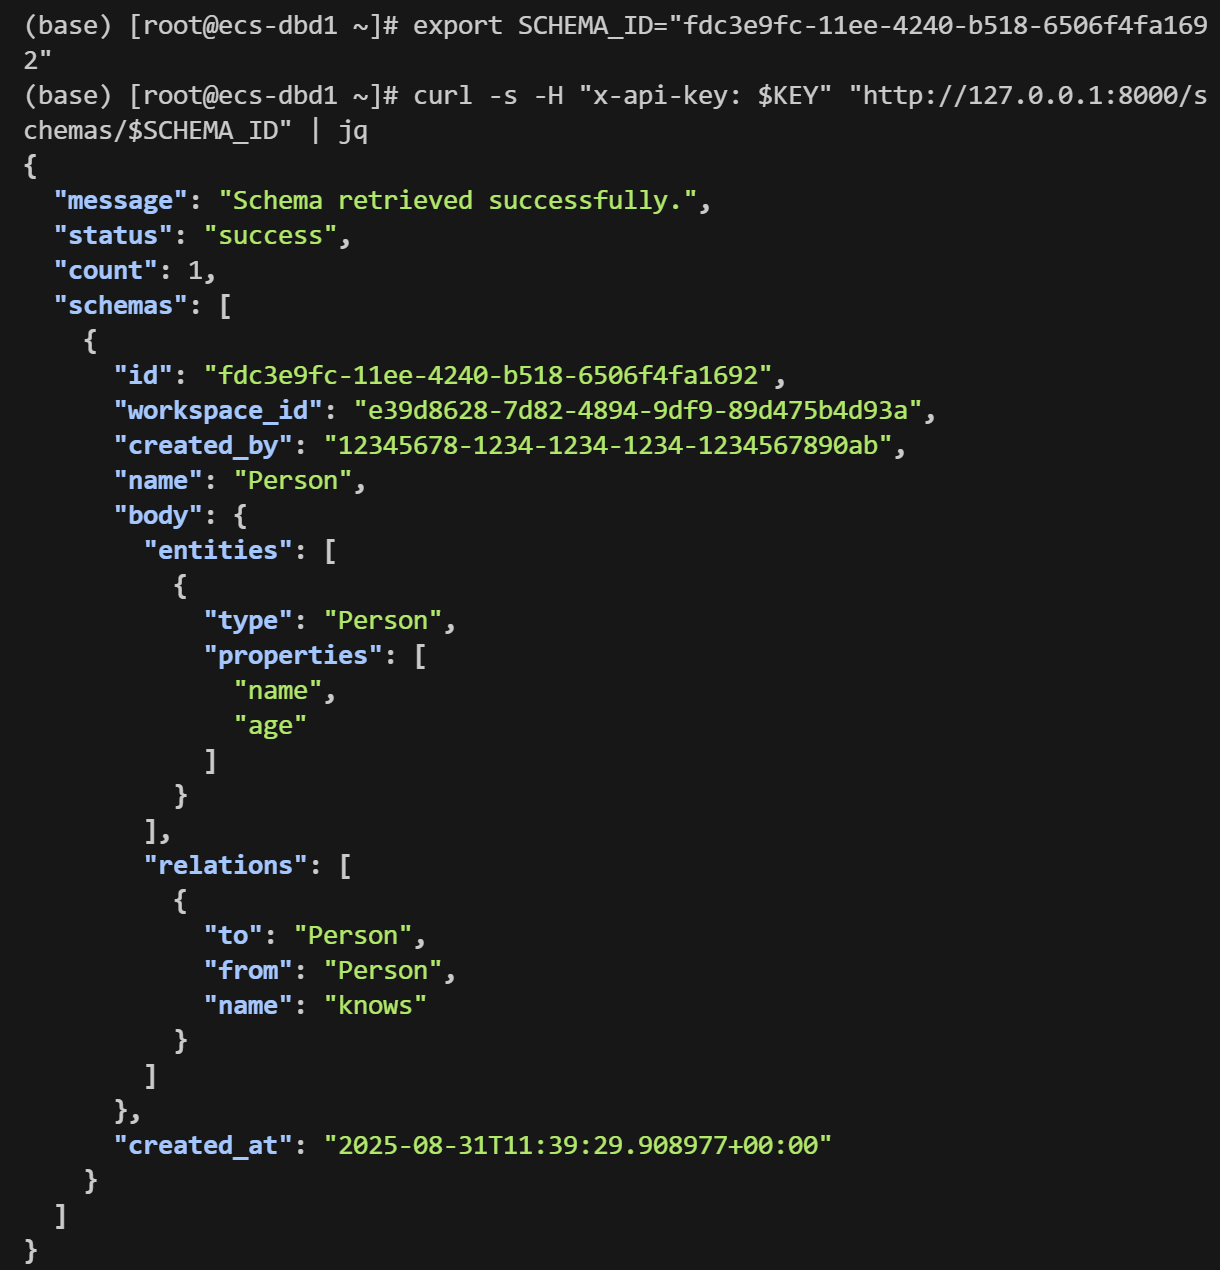 (base) [root@ecs-dbd1 ~]# export SCHEMA_ID="fdc3e9fc-11ee-4240-b518-6506f4fa169
2"
(base) [root@ecs-dbd1 ~]# curl -s -H "x-api-key: $KEY" "http://127.0.0.1:8000/s
chemas/$SCHEMA_ID" | jq
{
  "message": "Schema retrieved successfully.",
  "status": "success",
  "count": 1,
  "schemas": [
    {
      "id": "fdc3e9fc-11ee-4240-b518-6506f4fa1692",
      "workspace_id": "e39d8628-7d82-4894-9df9-89d475b4d93a",
      "created_by": "12345678-1234-1234-1234-1234567890ab",
      "name": "Person",
      "body": {
        "entities": [
          {
            "type": "Person",
            "properties": [
              "name",
              "age"
            ]
          }
        ],
        "relations": [
          {
            "to": "Person",
            "from": "Person",
            "name": "knows"
          }
        ]
      },
      "created_at": "2025-08-31T11:39:29.908977+00:00"
    }
  ]
}